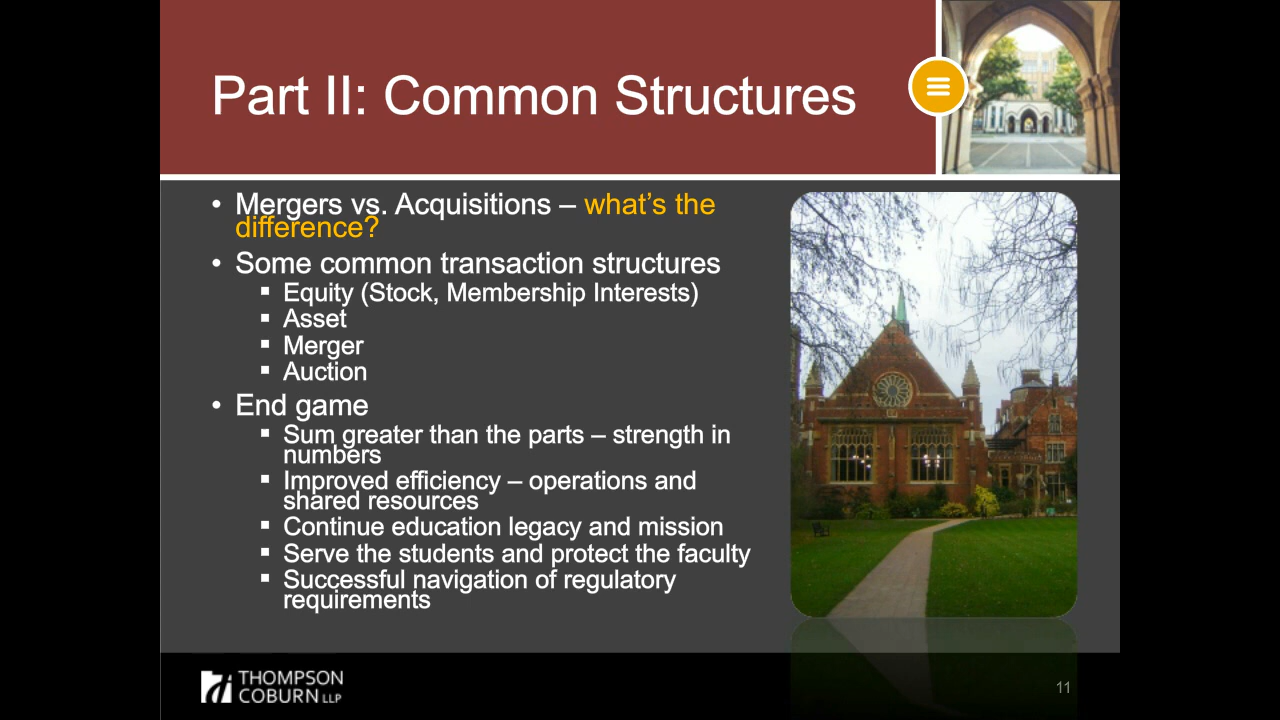 Part II: Common Structures
• Mergers vs. Acquisitions – what's the
difference?
• Some common transaction structures
▪ Equity (Stock, Membership Interests)
▪ Asset
▪ Merger
▪ Auction
• End game
▪ Sum greater than the parts – strength in
numbers
▪ Improved efficiency – operations and
shared resources
▪ Continue education legacy and mission
▪ Serve the students and protect the faculty
▪ Successful navigation of regulatory
requirements
THOMPSON
COBURN LLP
11